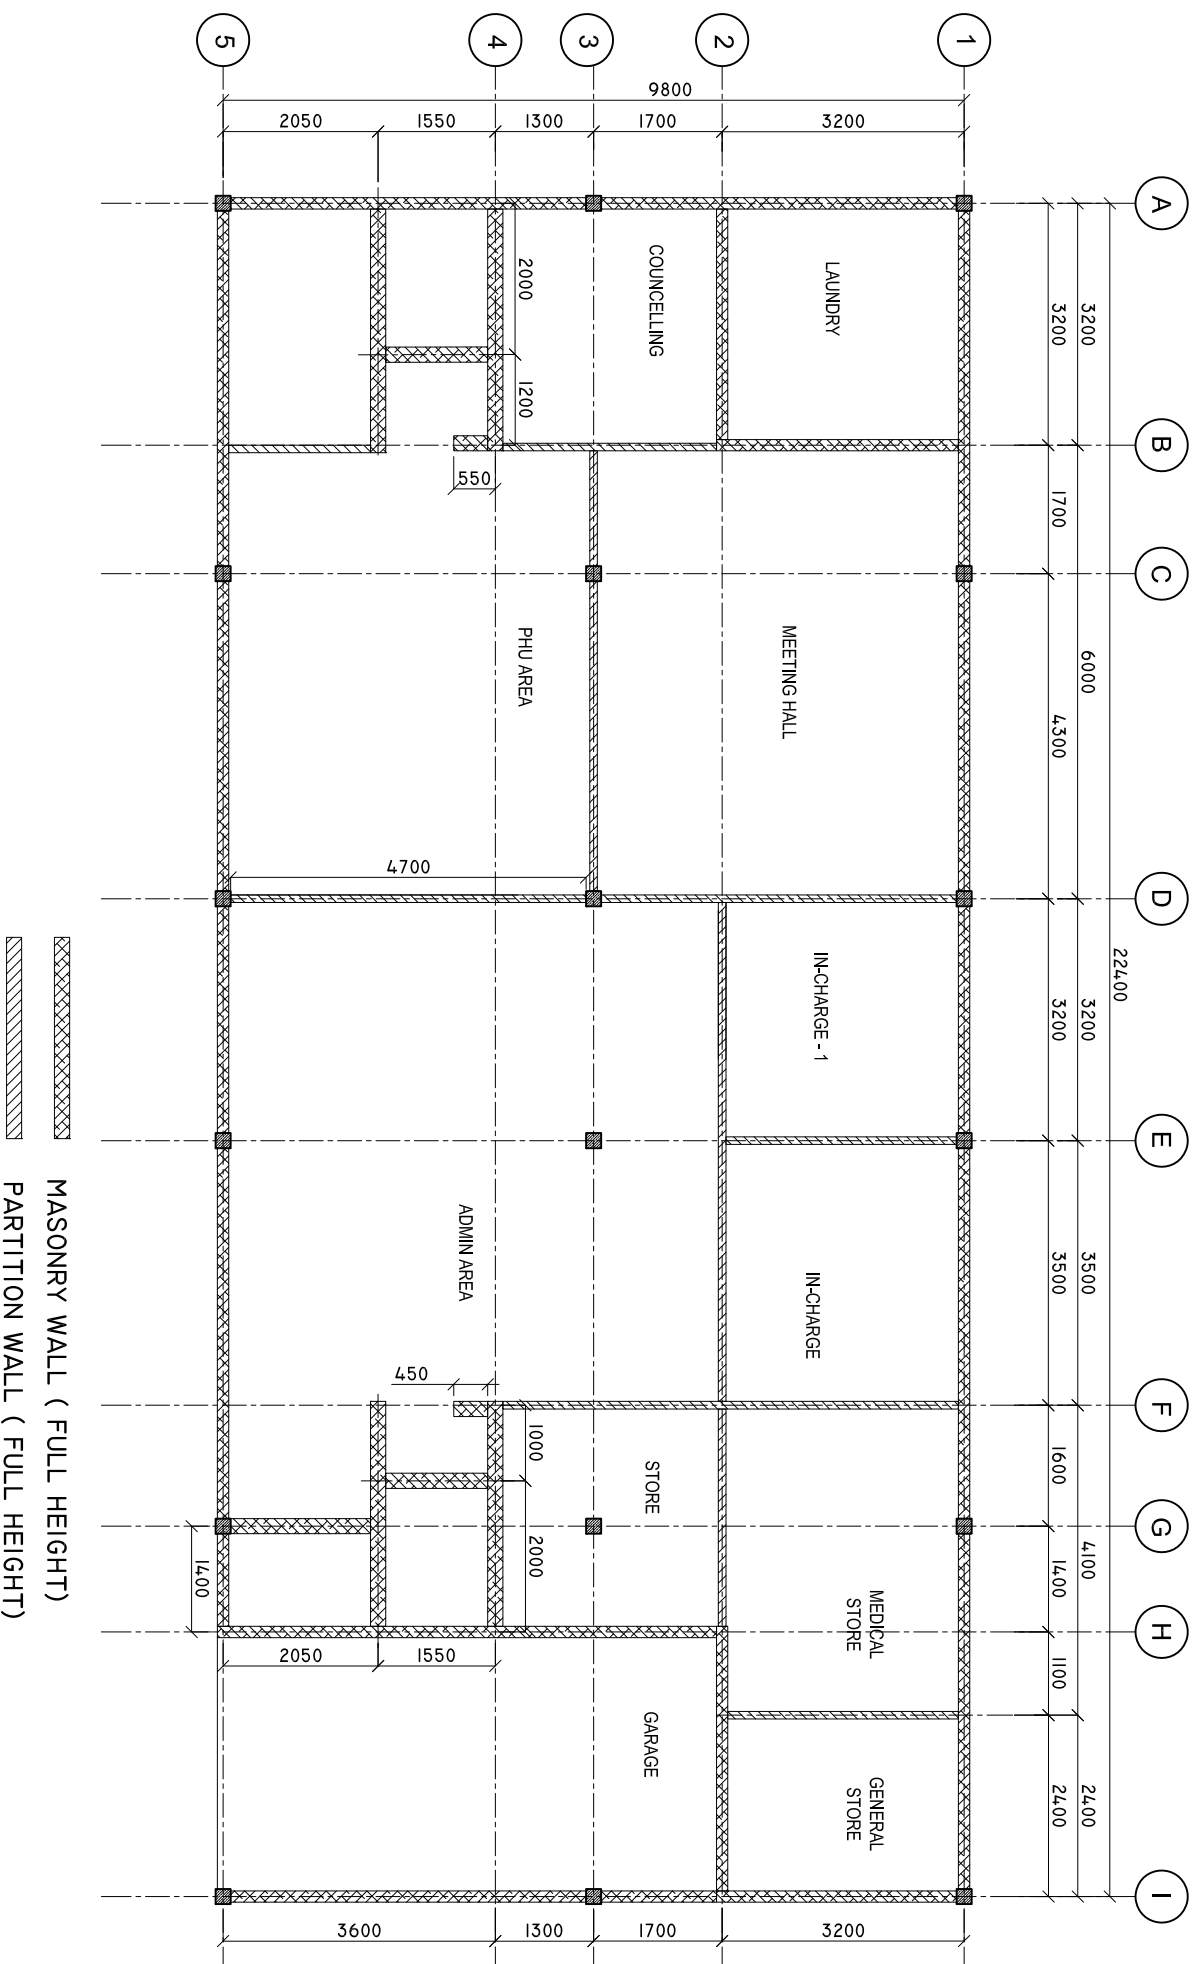 A
B
C
D
E
F
G
H
I
22400
3200
6000
3200
3500
4100
2400
3200
1700
4300
3200
3500
1600
1400
1100
2400
1
2
3
4
5
9800
3200
1700
1300
1550
2050
LAUNDRY
COUNCELLING
2000
1200
550
MEETING HALL
PHU AREA
4700
IN-CHARGE - 1
IN-CHARGE
ADMIN AREA
450
1000
2000
STORE
MEDICAL
STORE
GENERAL
STORE
GARAGE
1400
2050
1550
3200
1700
1300
3600
MASONRY WALL ( FULL HEIGHT)
PARTITION WALL ( FULL HEIGHT)